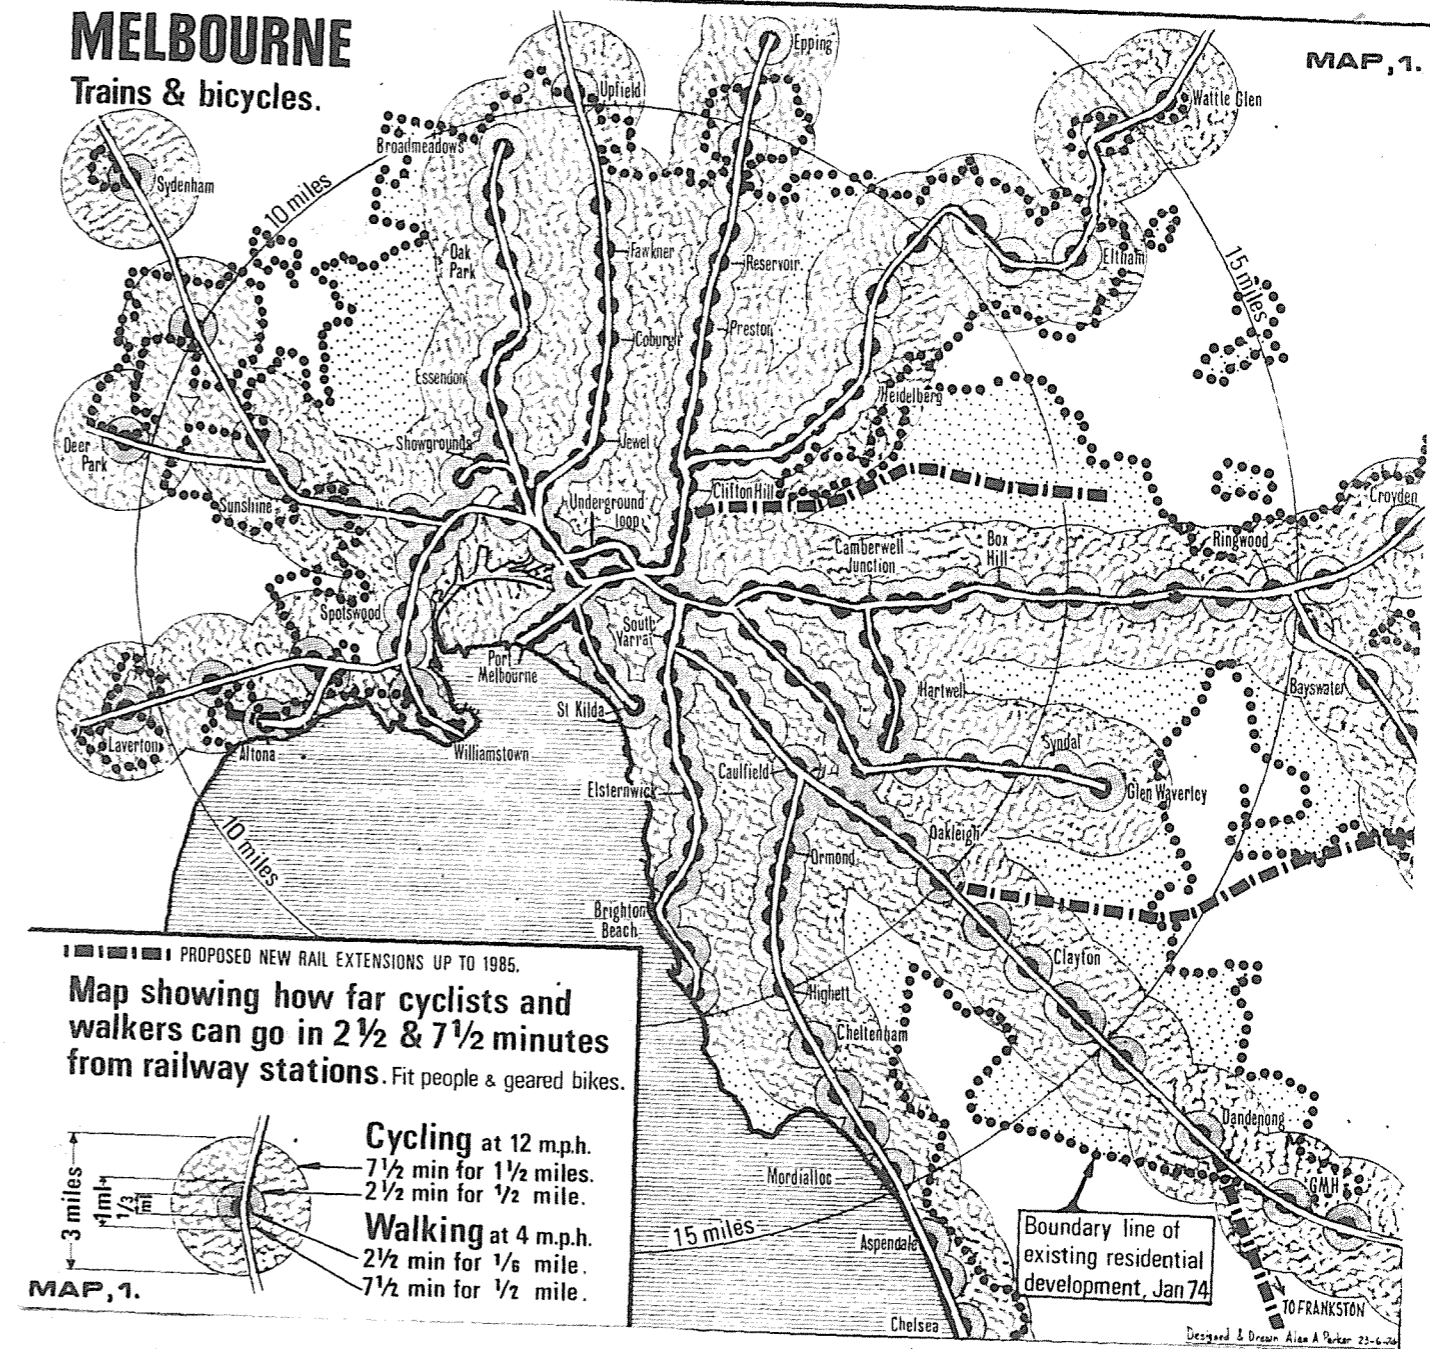 MELBOURNE
Trains & bicycles.
MAP,1.
Epping
Upfield
Wattle Glen
Broadmeadows
Sydenham
10 miles
Oak
Park
Fawkner
Reservoir
Eltham
15 miles
Preston
Coburg
Essendon
Heidelberg
Deer
Park
Showgrounds
Jewel
Clifton Hill
Croydon
Sunshine
Underground
loop
Camberwell
Junction
Box
Hill
Ringwood
Spotswood
South
Yarra
Port
Melbourne
Hartwell
Bayswater
St Kilda
Laverton
Altona
Williamstown
Caulfield
Syndal
Elsternwick
Glen Waverley
Oakleigh
Ormond
10 miles
Brighton
Beach
Clayton
Highett
Cheltenham
Dandenong
Mordialloc
GMH
15 miles
Aspendale
Chelsea
TO FRANKSTON
Boundary line of
existing residential
development, Jan 74
PROPOSED NEW RAIL EXTENSIONS UP TO 1985.
Map showing how far cyclists and
walkers can go in 2½ & 7½ minutes
from railway stations. Fit people & geared bikes.
Cycling at 12 m.p.h.
7½ min for 1½ miles.
2½ min for ½ mile.
Walking at 4 m.p.h.
2½ min for 1/6 mile.
7½ min for ½ mile.
3 miles
1 ml
1/3 ml
MAP,1.
Designed & Drawn Alan A Parker 23-6-74